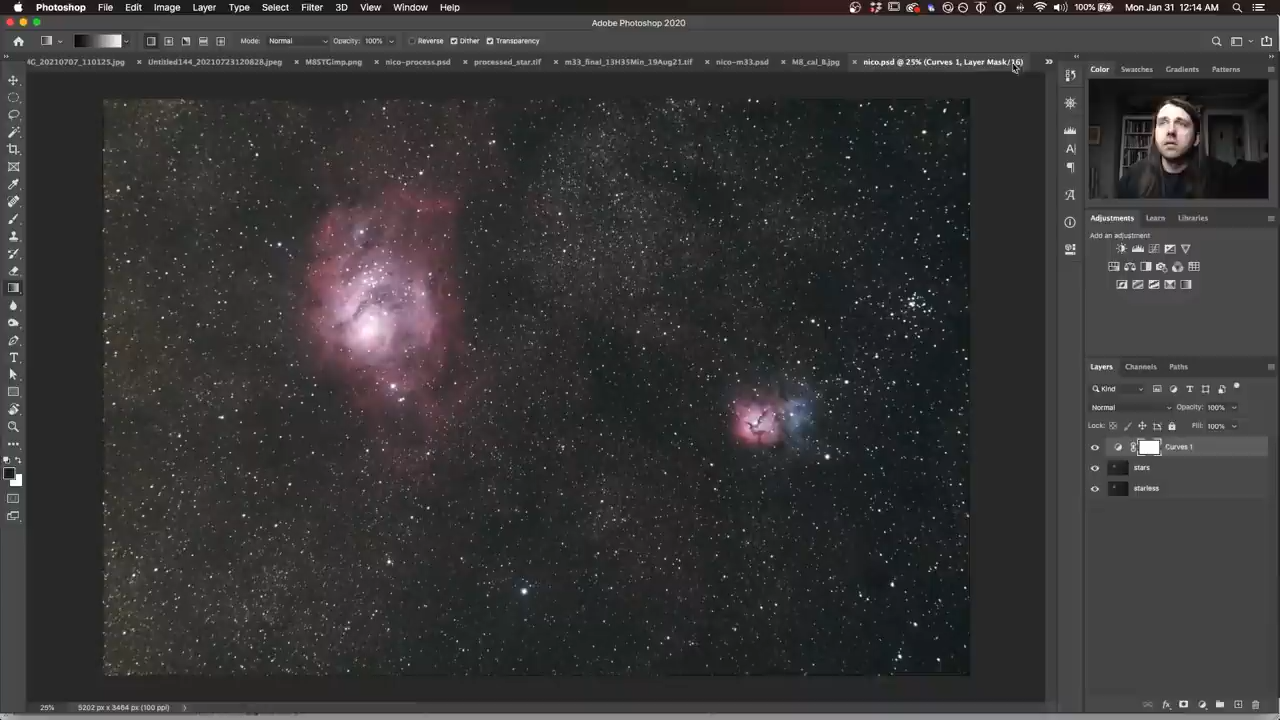 Photoshop File Edit Image Layer Type Select Filter 3D View Window Help 100% Mon Jan 31 12:14 AM
Adobe Photoshop 2020
Mode: Normal Opacity: 100% Reverse Dither Transparency
4G_20210707_110125.jpg × Untitled144_20210723120828.jpeg × M8STGimp.png × nico-process.psd × processed_star.tif × m33_final_13H35Min_19Aug21.tif × nico-m33.psd × M8_cal_8.jpg × nico.psd @ 25% (Curves 1, Layer Mask/16)
Color Swatches Gradients Patterns
Adjustments Learn Libraries
Add an adjustment
Layers Channels Paths
Kind
Normal Opacity: 100%
Lock: Fill: 100%
Curves 1
stars
starless
25% 5202 px x 3464 px (100 ppi)